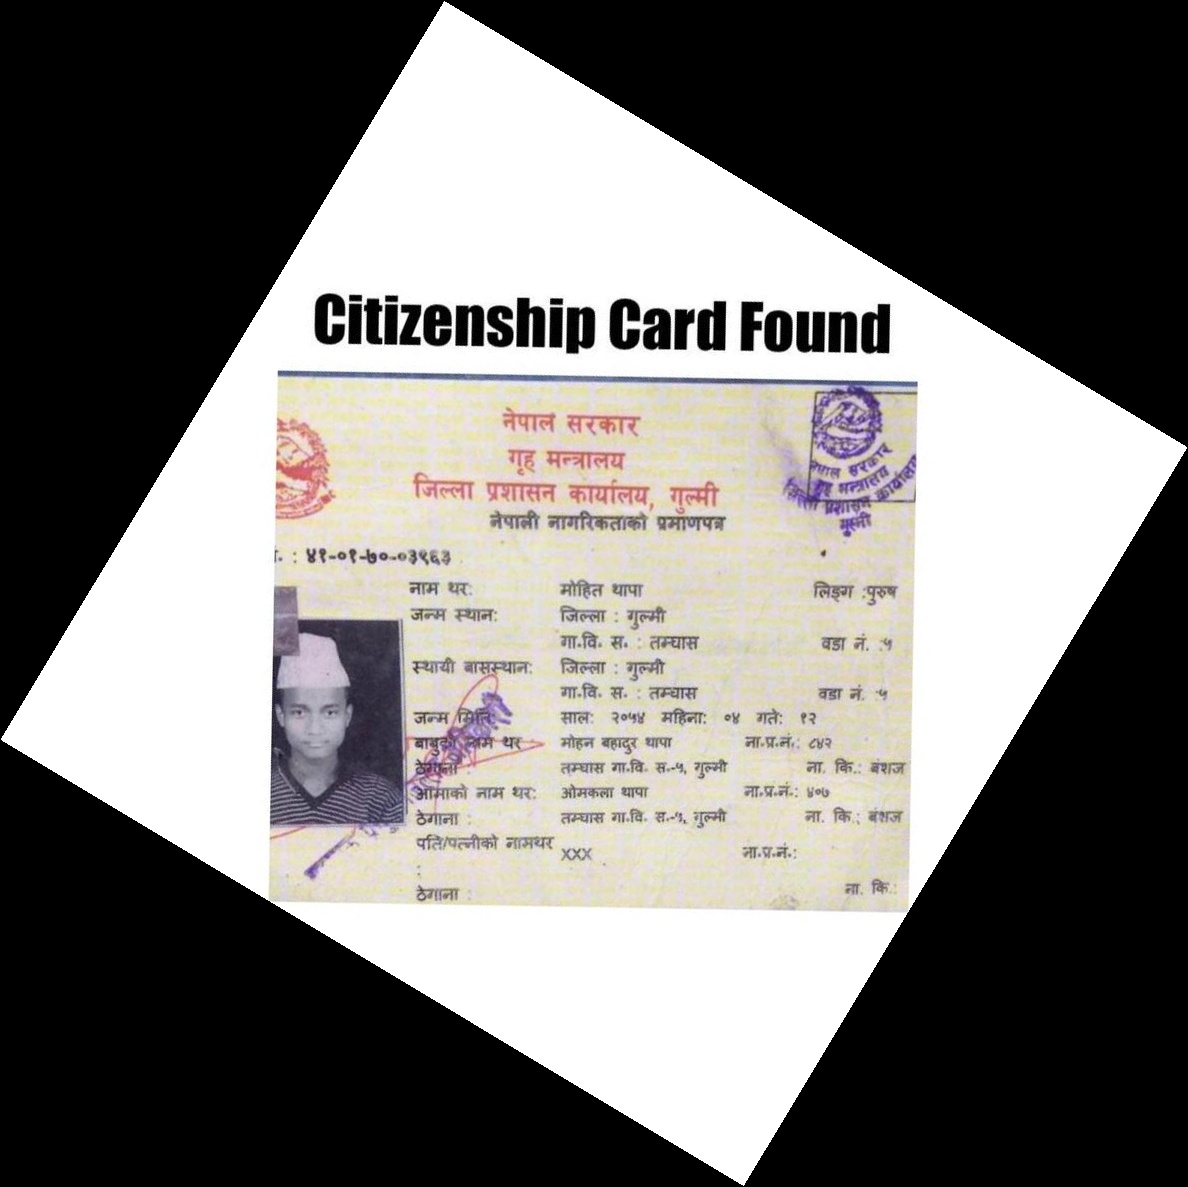 Citizenship Card Found
नेपाल सरकार
गृह मन्त्रालय
जिल्ला प्रशासन कार्यालय, गुल्मी
नेपाली नागरिकताको प्रमाणपत्र
नेपाल सरकार
गृह मन्त्रालय
जिल्ला प्रशासन कार्यालय
गुल्मी
. : ४१-०१-७०-०३९६३
नाम थर: मोहित थापा लिङ्ग :पुरुष
जन्म स्थान: जिल्ला : गुल्मी
गा.वि. स. : तम्घास वडा नं. :५
स्थायी बासस्थान: जिल्ला : गुल्मी
गा.वि. स. : तम्घास वडा नं. :५
जन्म मिति: साल: २०५४ महिना: ०४ गते: १२
बाबुको नाम थर मोहन बहादुर थापा ना.प्र.नं.: ८४२
ठेगाना : तम्घास गा.वि. स.-५, गुल्मी ना. कि.: बंशज
आमाको नाम थर: ओमकला थापा ना.प्र.नं.: ४०७
ठेगाना : तम्घास गा.वि. स.-५, गुल्मी ना. कि.: बंशज
पति/पत्नीको नामथर : XXX ना.प्र.नं.:
ठेगाना : ना. कि.: